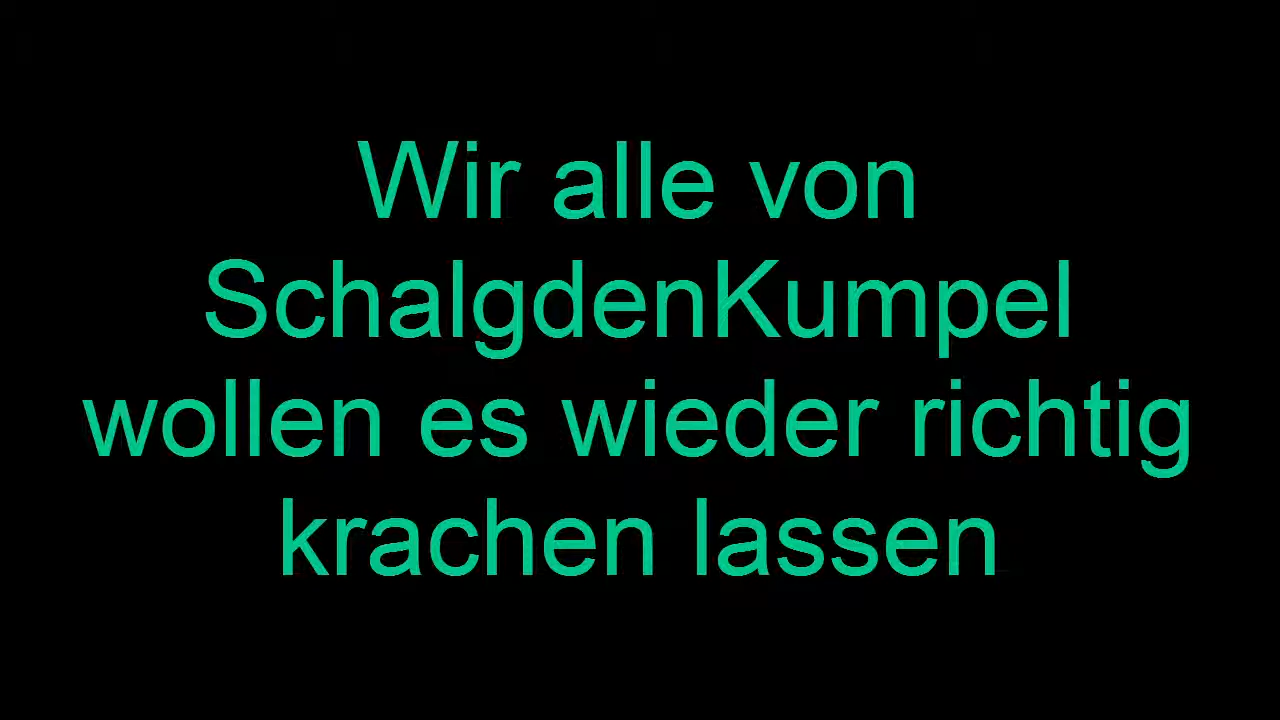 Wir alle von
SchalgdenKumpel
wollen es wieder richtig
krachen lassen